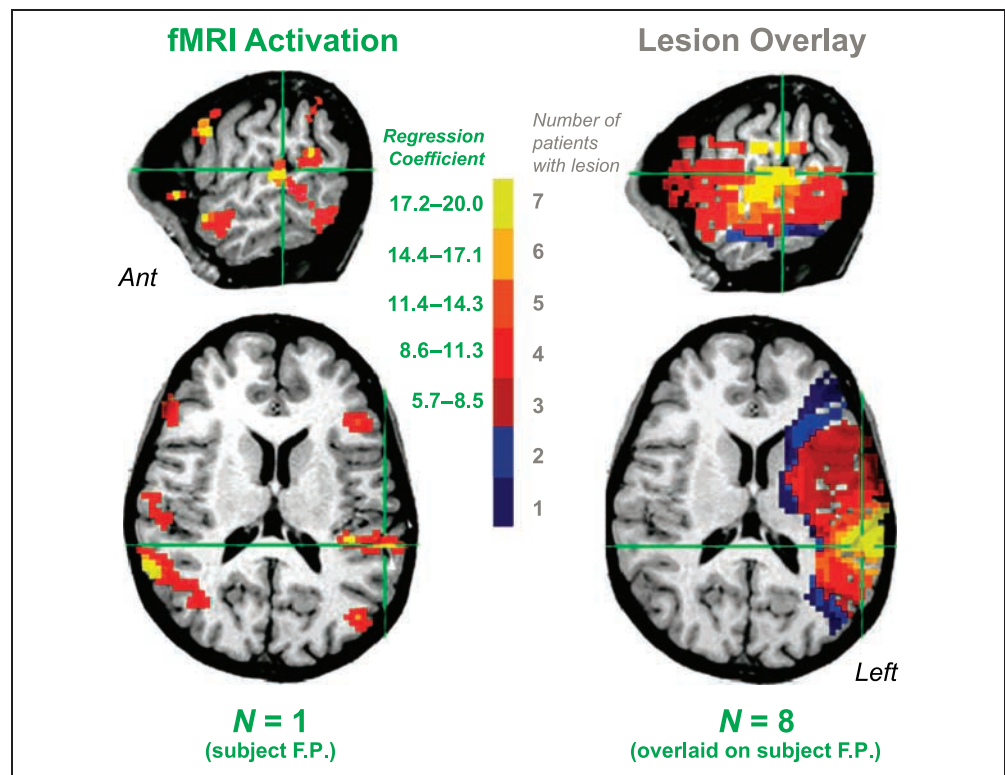 fMRI Activation
Lesion Overlay
Regression
Coefficient
Number of
patients
with lesion
17.2–20.0
7
14.4–17.1
6
11.4–14.3
5
8.6–11.3
4
5.7–8.5
3
2
1
Ant
Left
N = 1
(subject F.P.)
N = 8
(overlaid on subject F.P.)